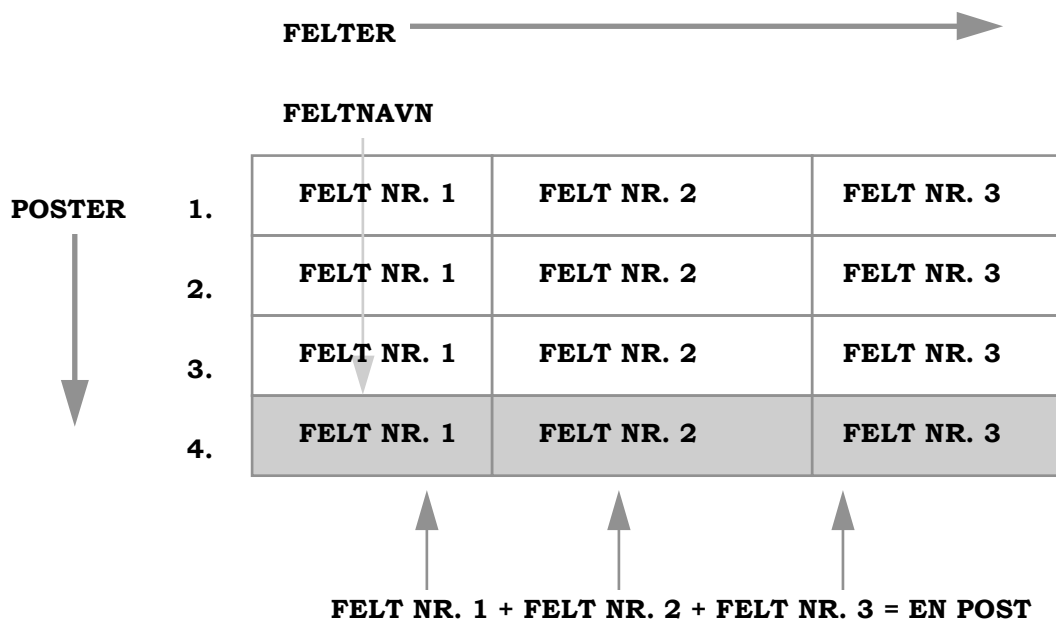 FELTER
FELTNAVN
POSTER 1. FELT NR. 1 FELT NR. 2 FELT NR. 3
2. FELT NR. 1 FELT NR. 2 FELT NR. 3
3. FELT NR. 1 FELT NR. 2 FELT NR. 3
4. FELT NR. 1 FELT NR. 2 FELT NR. 3
FELT NR. 1 + FELT NR. 2 + FELT NR. 3 = EN POST